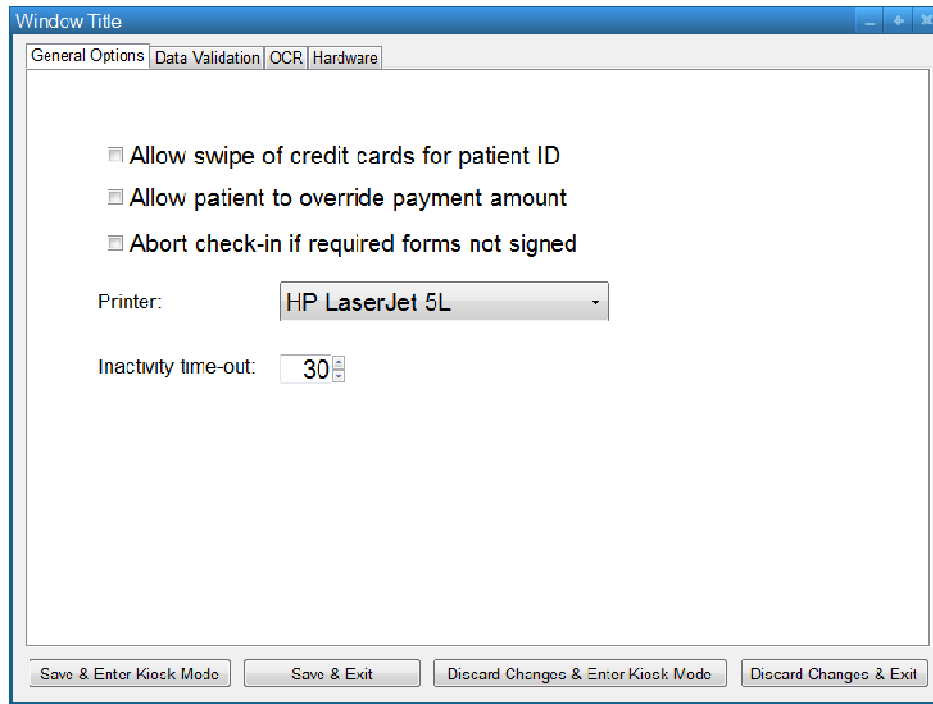 Window Title
General Options Data Validation OCR Hardware
Allow swipe of credit cards for patient ID
Allow patient to override payment amount
Abort check-in if required forms not signed
Printer: HP LaserJet 5L
Inactivity time-out: 30
Save & Enter Kiosk Mode Save & Exit Discard Changes & Enter Kiosk Mode Discard Changes & Exit